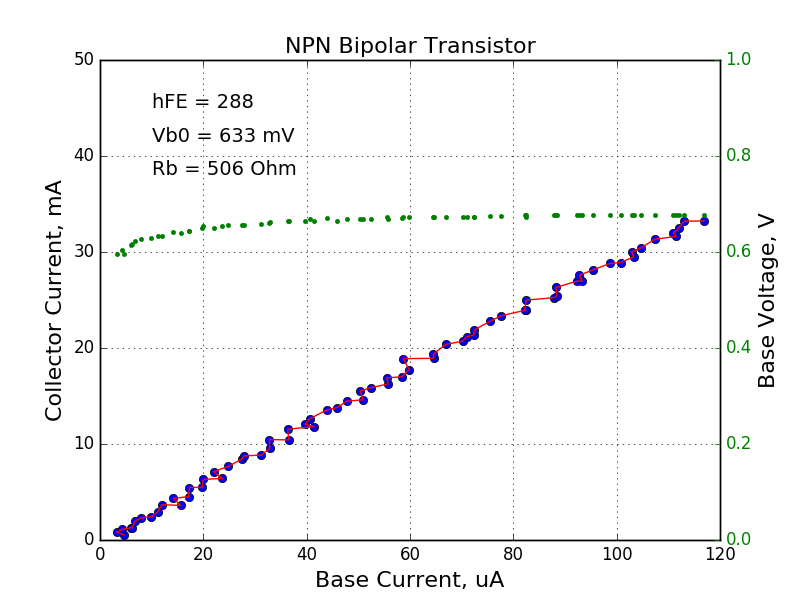 NPN Bipolar Transistor
hFE = 288
Vb0 = 633 mV
Rb = 506 Ohm
Collector Current, mA
50
40
30
20
10
0
Base Voltage, V
1.0
0.8
0.6
0.4
0.2
0.0
0 20 40 60 80 100 120
Base Current, uA